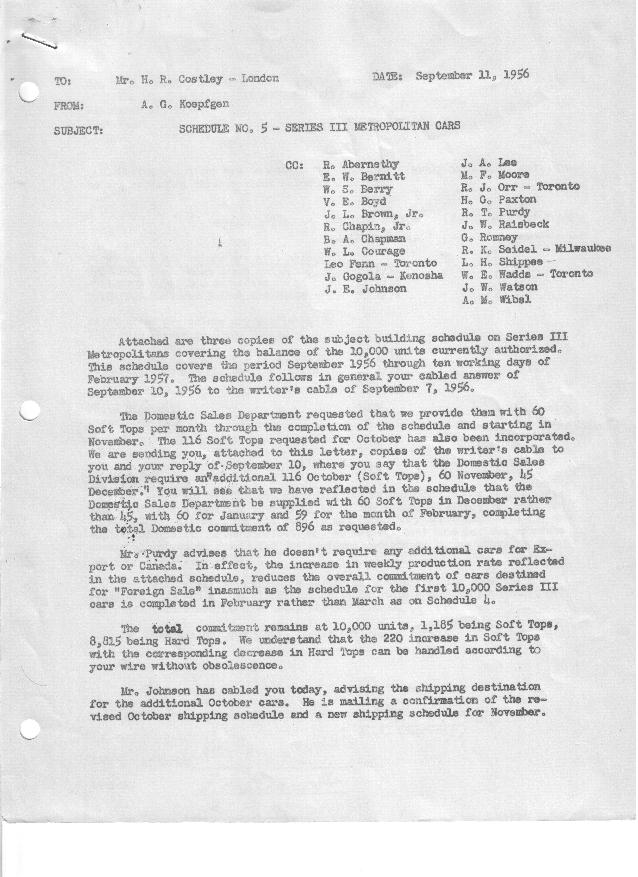 TO: Mr. H. R. Costley - London DATE: September 11, 1956
FROM: A. G. Koepfgen
SUBJECT: SCHEDULE NO. 5 - SERIES III METROPOLITAN CARS
CC: R. Abernethy J. A. Lee
E. W. Bernitt M. F. Moore
W. S. Berry R. J. Orr - Toronto
V. E. Boyd H. C. Paxton
J. L. Brown, Jr. R. T. Purdy
R. Chapin, Jr. J. W. Raisbeck
B. A. Chapman G. Romney
W. L. Courage R. K. Seidel - Milwaukee
Leo Fenn - Toronto L. H. Shippee -
J. Gogola - Kenosha W. E. Wadds - Toronto
J. E. Johnson J. W. Watson
A. M. Wibel
Attached are three copies of the subject building schedule on Series III
Metropolitans covering the balance of the 10,000 units currently authorized.
This schedule covers the period September 1956 through ten working days of
February 1957. The schedule follows in general your cabled answer of
September 10, 1956 to the writer's cable of September 7, 1956.
The Domestic Sales Department requested that we provide them with 60
Soft Tops per month through the completion of the schedule and starting in
November. The 116 Soft Tops requested for October has also been incorporated.
We are sending you, attached to this letter, copies of the writer's cable to
you and your reply of September 10, where you say that the Domestic Sales
Division require an "additional 116 October (Soft Tops), 60 November, 45
December." You will see that we have reflected in the schedule that the
Domestic Sales Department be supplied with 60 Soft Tops in December rather
than 45, with 60 for January and 59 for the month of February, completing
the total Domestic commitment of 896 as requested.
Mr. Purdy advises that he doesn't require any additional cars for Ex-
port or Canada. In effect, the increase in weekly production rate reflected
in the attached schedule, reduces the overall commitment of cars destined
for "Foreign Sale" inasmuch as the schedule for the first 10,000 Series III
cars is completed in February rather than March as on Schedule 4.
The total commitment remains at 10,000 units, 1,185 being Soft Tops,
8,815 being Hard Tops. We understand that the 220 increase in Soft Tops
with the corresponding decrease in Hard Tops can be handled according to
your wire without obsolescence.
Mr. Johnson has cabled you today, advising the shipping destination
for the additional October cars. He is mailing a confirmation of the re-
vised October shipping schedule and a new shipping schedule for November.